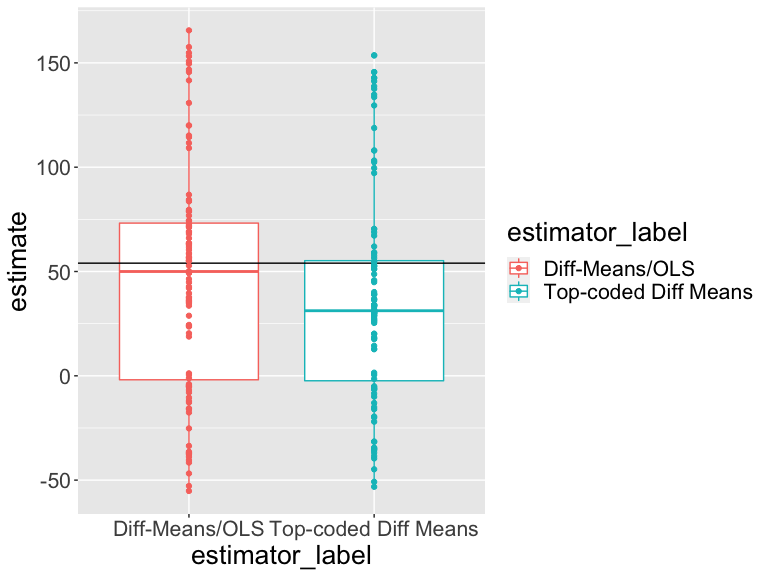 150
100
50
0
-50
estimate
Diff-Means/OLS Top-coded Diff Means
estimator_label
estimator_label
Diff-Means/OLS
Top-coded Diff Means